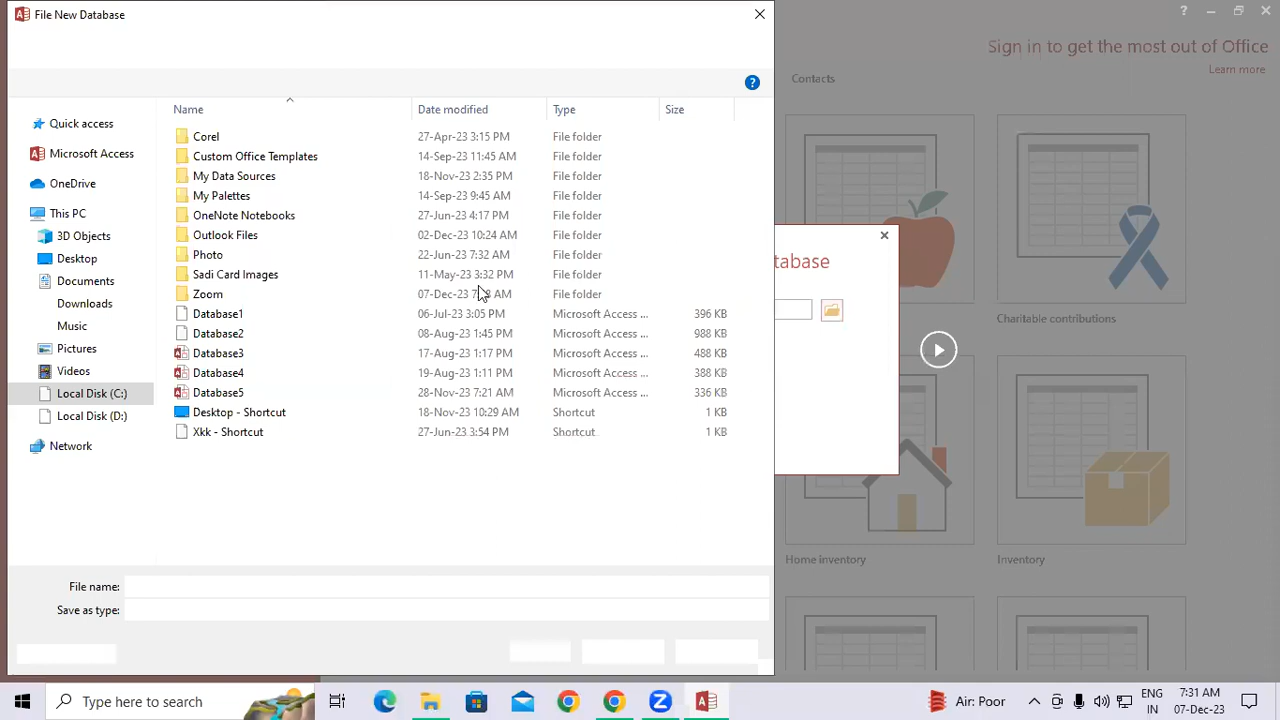 File New Database
Sign in to get the most out of Office
Learn more
Contacts
Name Date modified Type Size
Quick access
Microsoft Access
OneDrive
This PC
3D Objects
Desktop
Documents
Downloads
Music
Pictures
Videos
Local Disk (C:)
Local Disk (D:)
Network
Corel 27-Apr-23 3:15 PM File folder
Custom Office Templates 14-Sep-23 11:45 AM File folder
My Data Sources 18-Nov-23 2:35 PM File folder
My Palettes 14-Sep-23 9:45 AM File folder
OneNote Notebooks 27-Jun-23 4:17 PM File folder
Outlook Files 02-Dec-23 10:24 AM File folder
Photo 22-Jun-23 7:32 AM File folder
Sadi Card Images 11-May-23 3:32 PM File folder
Zoom 07-Dec-23 AM File folder
Database1 06-Jul-23 3:05 PM Microsoft Access ... 396 KB
Database2 08-Aug-23 1:45 PM Microsoft Access ... 988 KB
Database3 17-Aug-23 1:17 PM Microsoft Access ... 488 KB
Database4 19-Aug-23 1:11 PM Microsoft Access ... 388 KB
Database5 28-Nov-23 7:21 AM Microsoft Access ... 336 KB
Desktop - Shortcut 18-Nov-23 10:29 AM Shortcut 1 KB
Xkk - Shortcut 27-Jun-23 3:54 PM Shortcut 1 KB
tabase
Charitable contributions
Home inventory
Inventory
File name:
Save as type:
Type here to search
Air: Poor
ENG
IN
7:31 AM
07-Dec-23